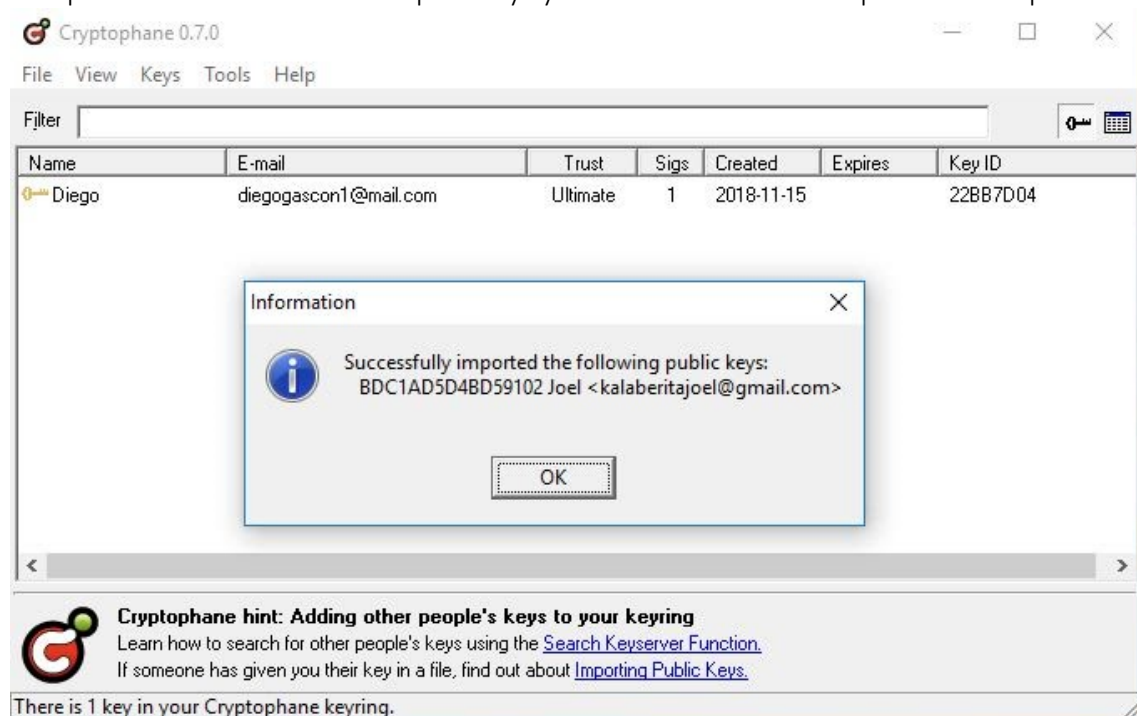 Cryptophane 0.7.0
File View Keys Tools Help
Filter
Name E-mail Trust Sigs Created Expires Key ID
Diego diegogascon1@mail.com Ultimate 1 2018-11-15 22BB7D04
Information
Successfully imported the following public keys:
BDC1AD5D4BD59102 Joel <kalaberitajoel@gmail.com>
OK
Cryptophane hint: Adding other people's keys to your keyring
Learn how to search for other people's keys using the Search Keyserver Function.
If someone has given you their key in a file, find out about Importing Public Keys.
There is 1 key in your Cryptophane keyring.